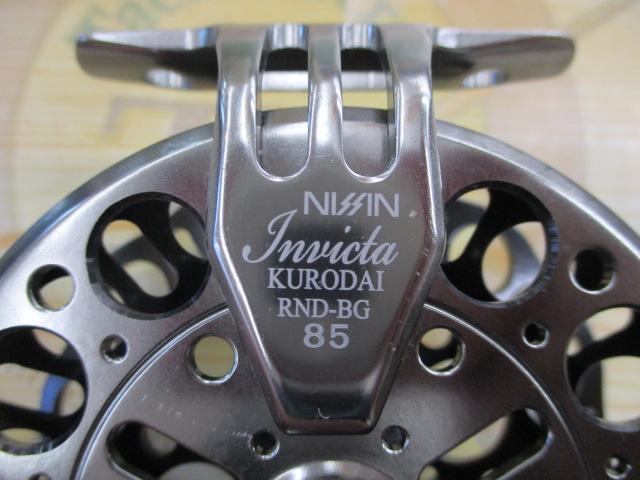 NISSIN
Invicta
KURODAI
RND-BG
85